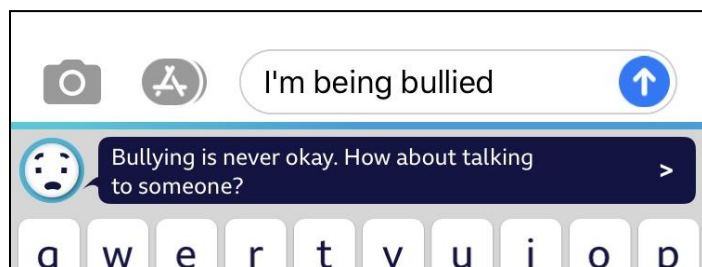 I'm being bullied
Bullying is never okay. How about talking
to someone?
>
q w e r t y u i o p